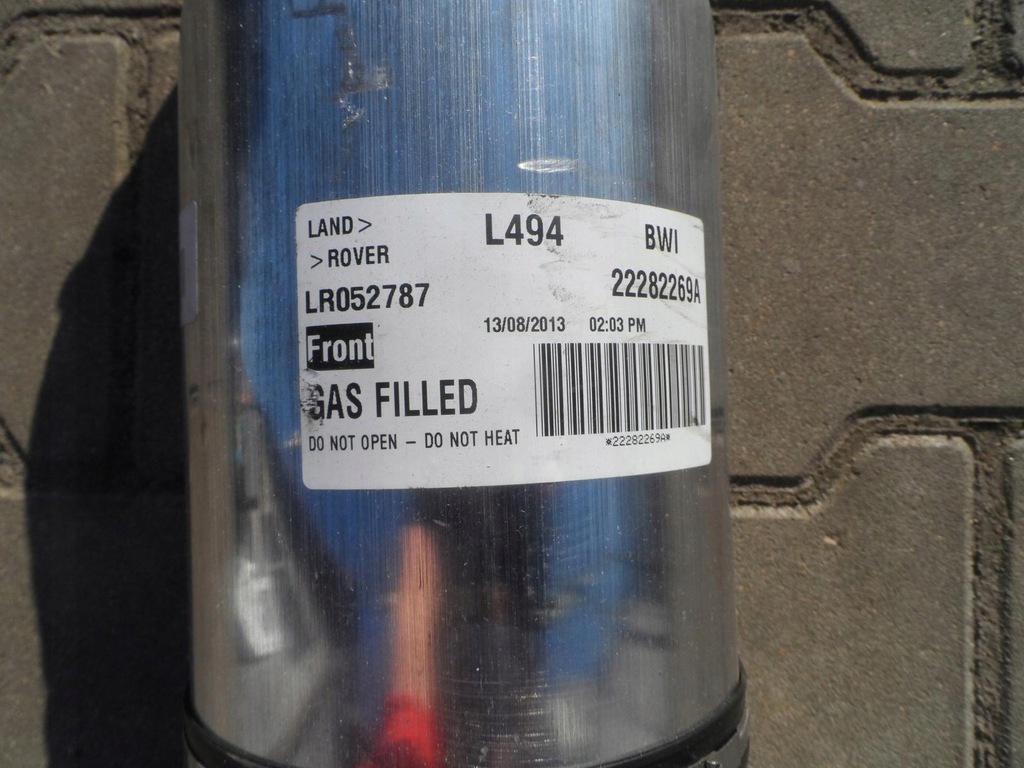 LAND >
> ROVER
L494
BWI
LR052787
22282269A
13/08/2013 02:03 PM
Front
GAS FILLED
DO NOT OPEN – DO NOT HEAT
*22282269A*